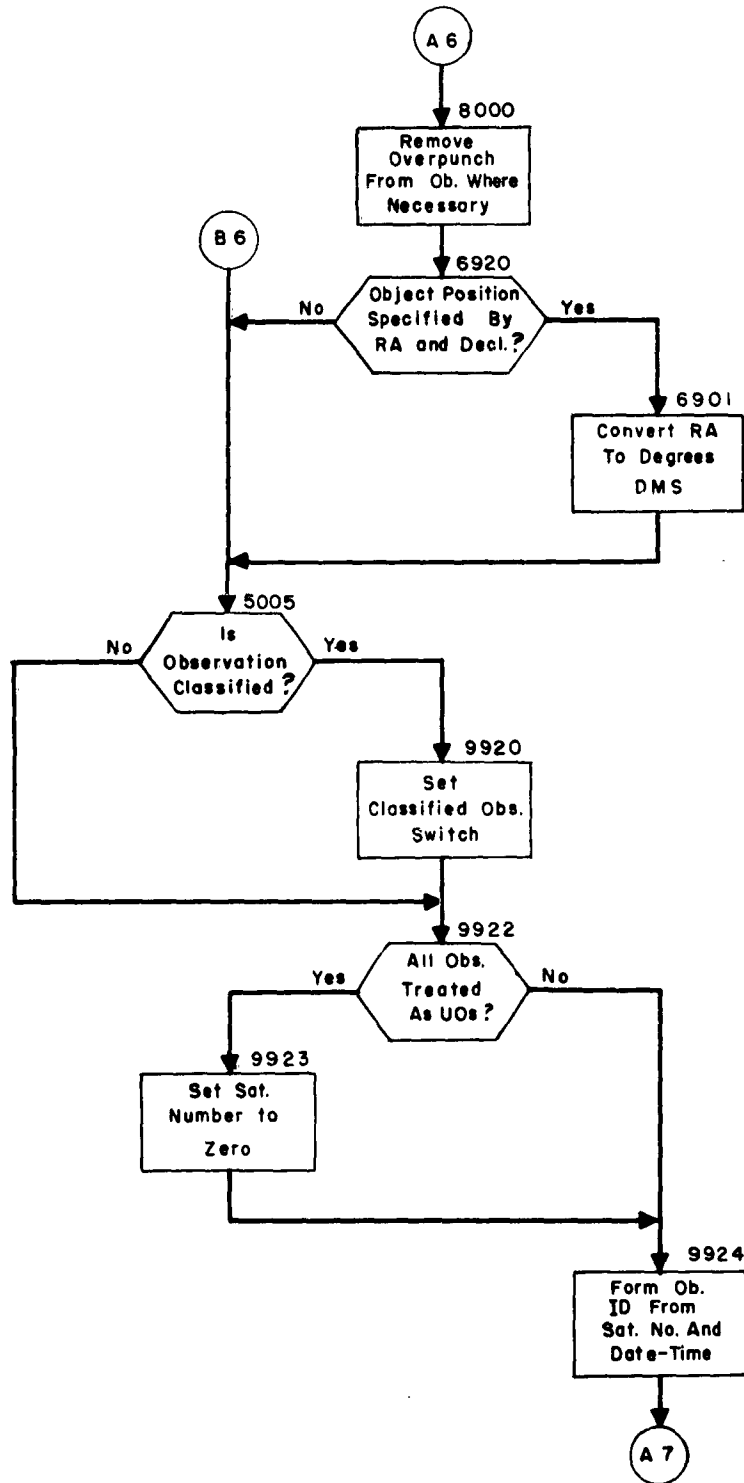 A 6
8000
Remove
Overpunch
From Ob. Where
Necessary
B 6
6920
Object Position
Specified By
RA and Decl.?
No
Yes
6901
Convert RA
To Degrees
DMS
5005
Is
Observation
Classified?
No
Yes
9920
Set
Classified Obs.
Switch
9922
All Obs.
Treated
As UOs?
Yes
No
9923
Set Sat.
Number to
Zero
9924
Form Ob.
ID From
Sat. No. And
Date-Time
A 7